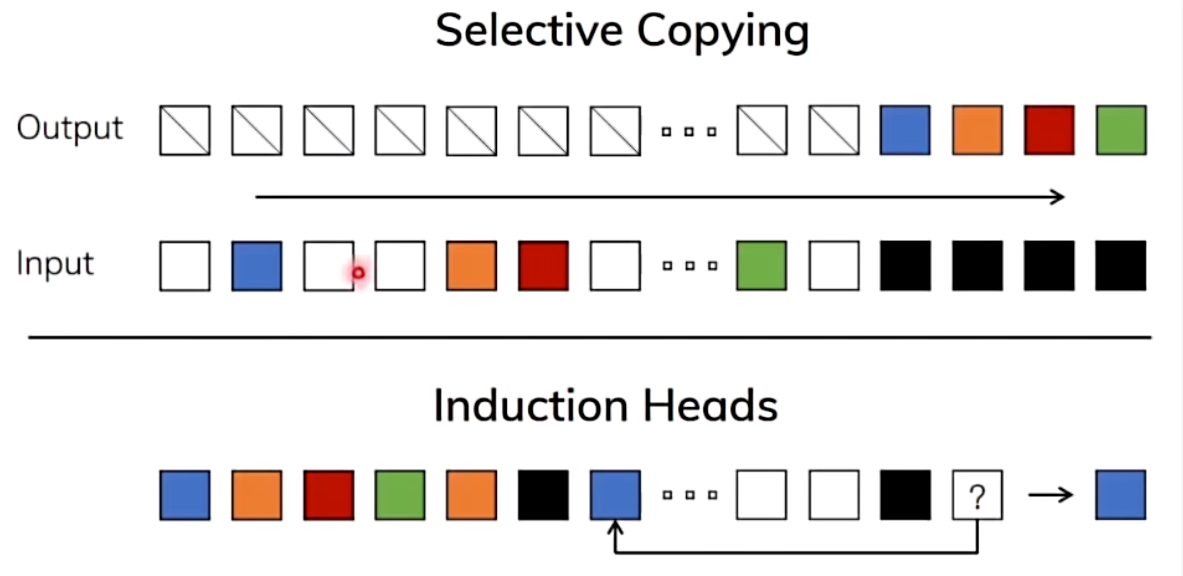 Selective Copying
Output
Input
Induction Heads
?